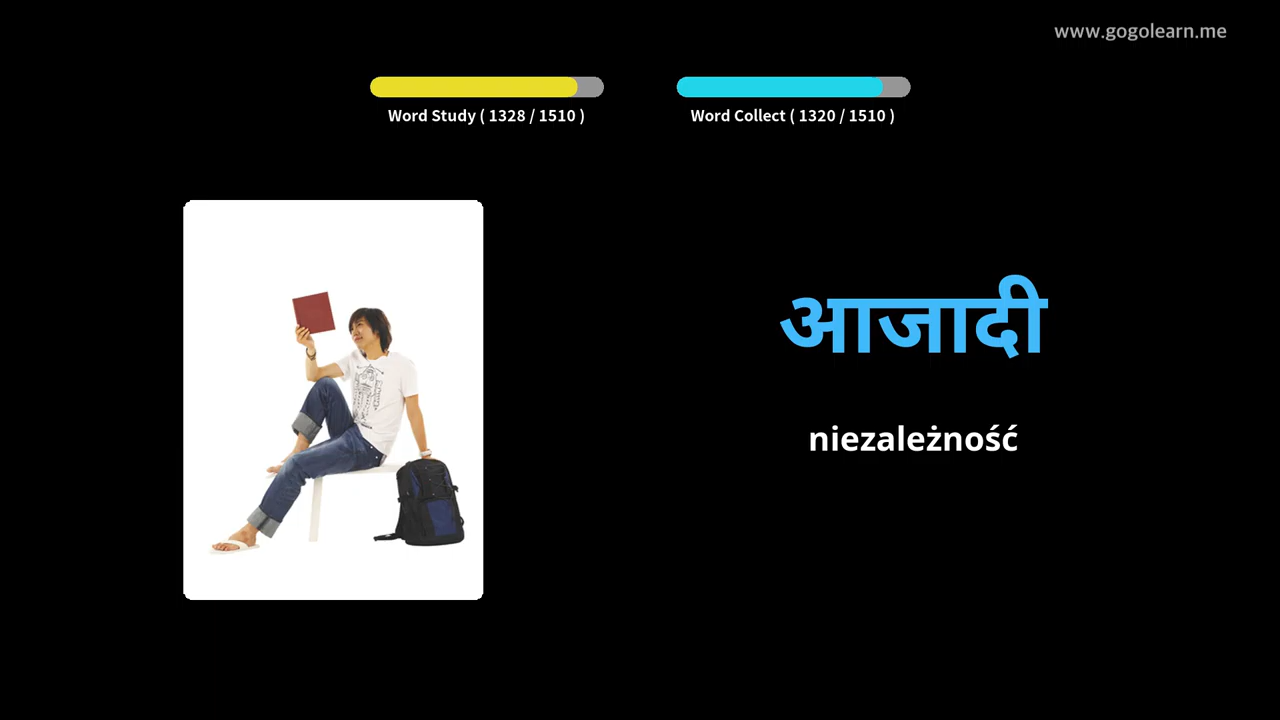 www.gogolearn.me
Word Study ( 1328 / 1510 )
Word Collect ( 1320 / 1510 )
आजादी
niezależność